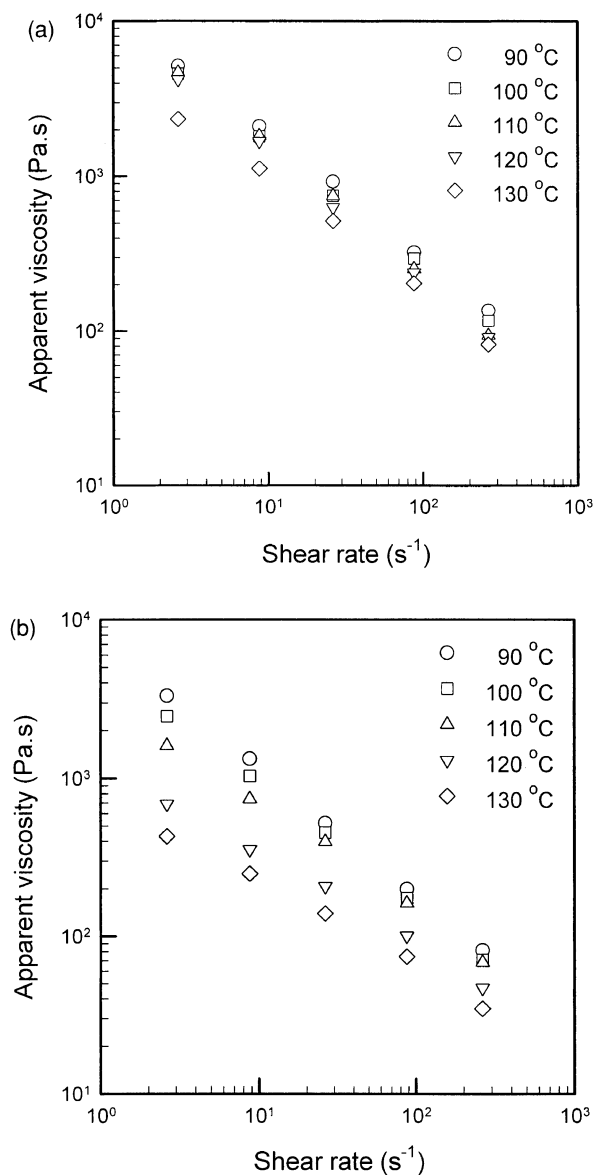 (a)
10⁴
10³
10²
10¹
Apparent viscosity (Pa.s)
90 °C
100 °C
110 °C
120 °C
130 °C
10⁰
10¹
10²
10³
Shear rate (s⁻¹)
(b)
10⁴
10³
10²
10¹
Apparent viscosity (Pa.s)
90 °C
100 °C
110 °C
120 °C
130 °C
10⁰
10¹
10²
10³
Shear rate (s⁻¹)